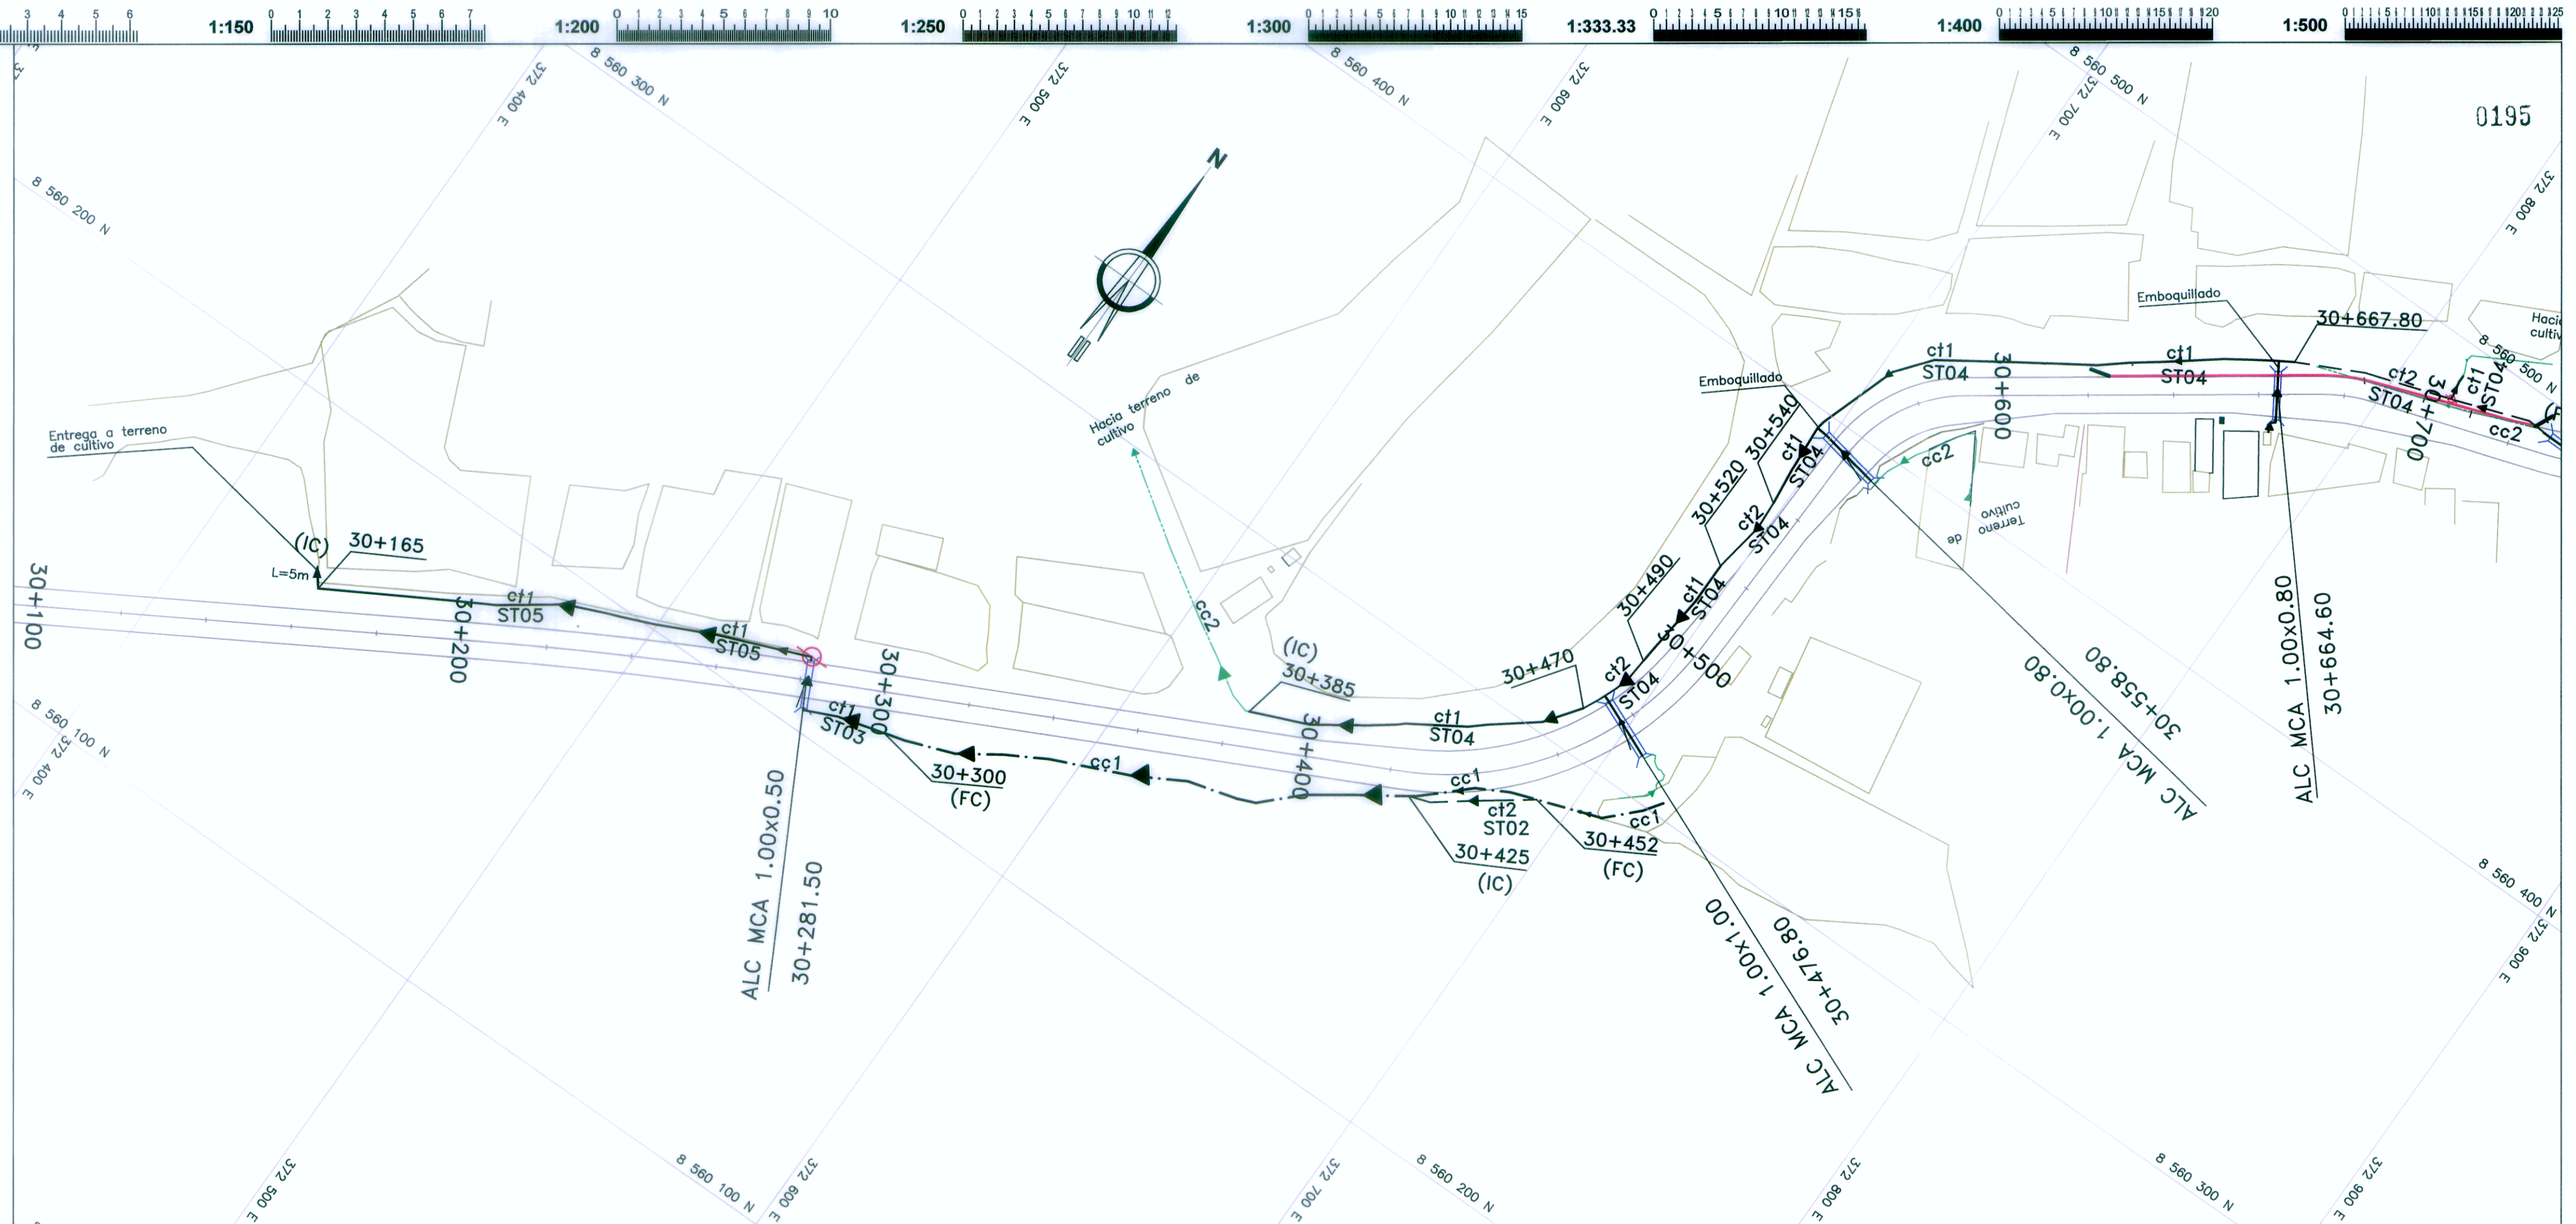 1:150
1:200
1:250
1:300
1:333.33
1:400
1:500
0195
8 560 300 N
372 400 E
372 500 E
8 560 400 N
372 600 E
8 560 500 N
372 700 E
372 800 E
8 560 200 N
N
Emboquillado
30+667.80
Hacia terreno de
cultivo
Emboquillado
ct1
ST04
30+600
ct1
ST04
ct2
ST04
30+700
ct1
ST04
8 560 500 N
cc2
Entrega a terreno
de cultivo
(IC)
30+165
L=5m
30+100
ct1
ST05
30+200
ct1
ST05
ct1
ST03
30+300
30+300
(FC)
cc1
cc2
(IC)
30+385
30+400
ct1
ST04
30+470
ct2
ST04
30+490
ct1
ST04
30+500
30+520
ct2
ST04
30+540
ct1
ST04
cc2
Terreno de
cultivo
cc1
ct2
ST02
30+425
(IC)
30+452
(FC)
cc1
ALC MCA 1.00x0.50
30+281.50
ALC MCA 1.00x1.00
30+476.80
ALC MCA 1.00x0.80
30+558.80
ALC MCA 1.00x0.80
30+664.60
8 560 100 N
372 400 E
8 560 400 N
372 900 E
372 500 E
8 560 100 N
372 600 E
372 700 E
8 560 200 N
372 800 E
8 560 300 N
372 900 E